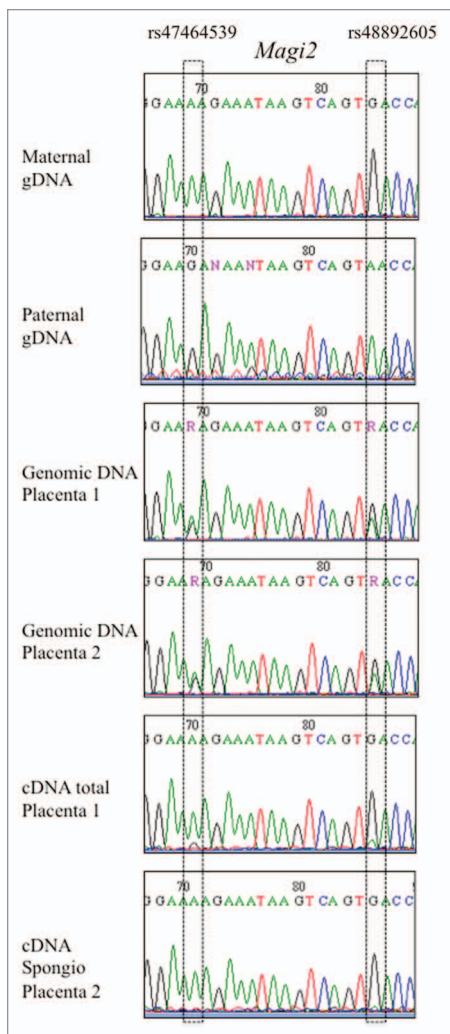 rs47464539
rs48892605
Magi2
70
80
GGAAAAGAAATAAGTCAGTGACCA
Maternal
gDNA
70
80
GGAAGANAANTAAGTCAGTAACCA
Paternal
gDNA
70
80
GGAARAGAAATAAGTCAGTRACCA
Genomic DNA
Placenta 1
70
80
GGAARAGAAATAAGTCAGTRACCA
Genomic DNA
Placenta 2
70
80
GGAAAAGAAATAAGTCAGTGACCA
cDNA total
Placenta 1
70
80
GGAAAAGAAATAAGTCAGTGACC
cDNA
Spongio
Placenta 2